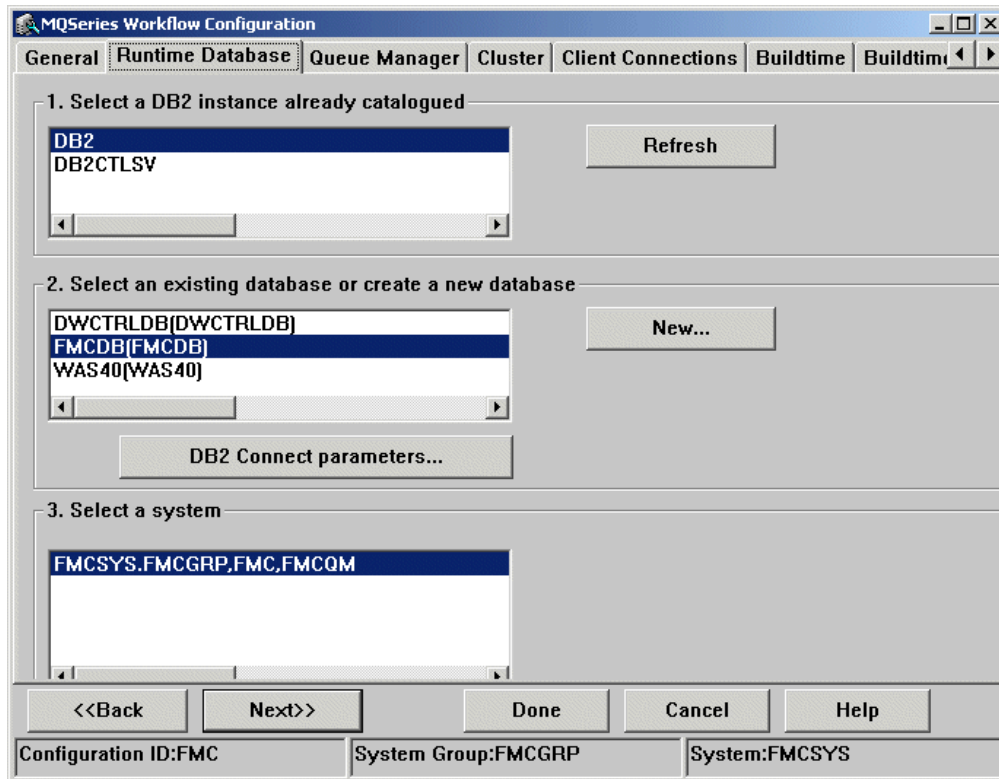 MQSeries Workflow Configuration
General Runtime Database Queue Manager Cluster Client Connections Buildtime
1. Select a DB2 instance already catalogued
DB2
DB2CTLSV
Refresh
2. Select an existing database or create a new database
DWCTRLDB(DWCTRLDB)
FMCDB(FMCDB)
WAS40(WAS40)
New...
DB2 Connect parameters...
3. Select a system
FMCSYS.FMCGRP,FMC,FMCQM
<<Back Next>> Done Cancel Help
Configuration ID:FMC System Group:FMCGRP System:FMCSYS